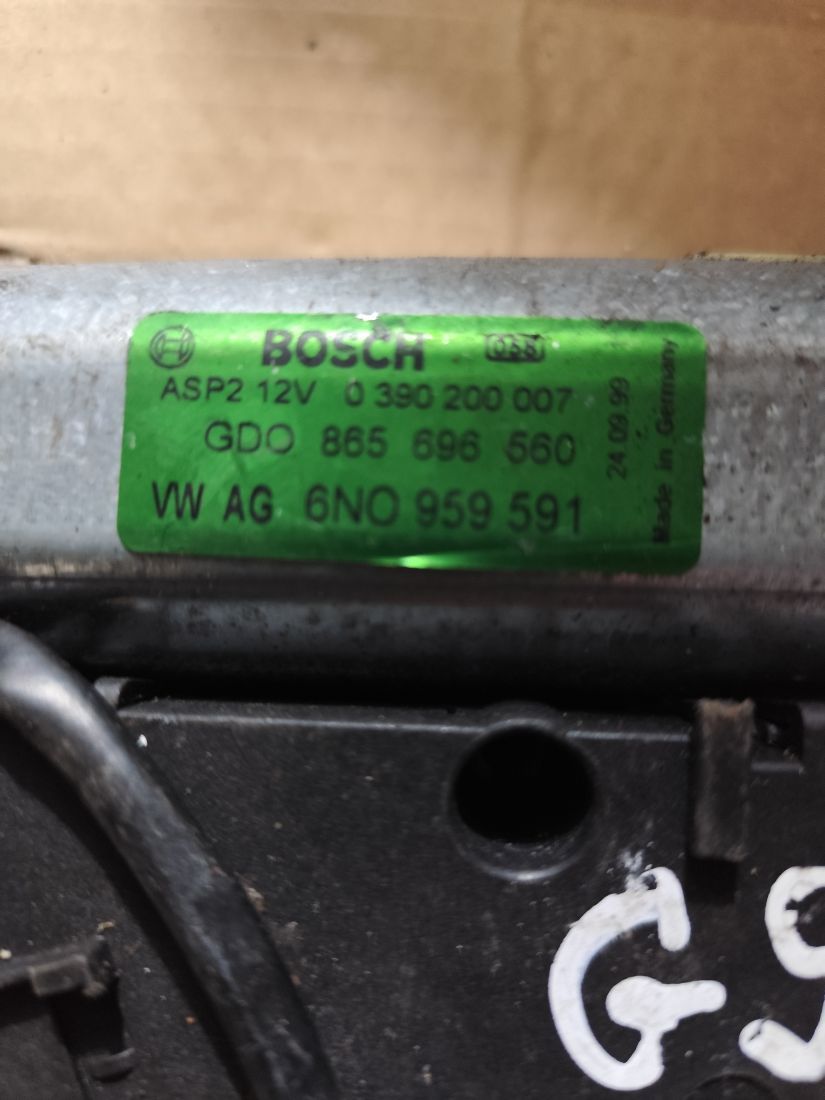 BOSCH
ASP2 12V 0 390 200 007
GDO 865 696 560
VW AG 6N0 959 591
24 09 99
Made in Germany
G9